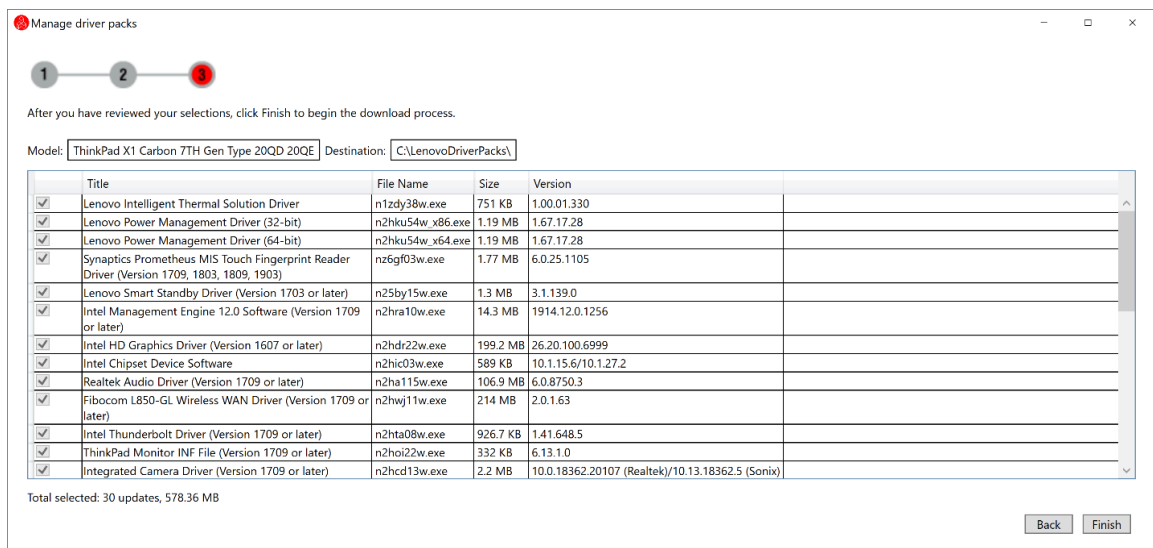 Manage driver packs
1 2 3
After you have reviewed your selections, click Finish to begin the download process.
Model: ThinkPad X1 Carbon 7TH Gen Type 20QD 20QE Destination: C:\LenovoDriverPacks\
Title File Name Size Version
Lenovo Intelligent Thermal Solution Driver n1zdy38w.exe 751 KB 1.00.01.330
Lenovo Power Management Driver (32-bit) n2hku54w_x86.exe 1.19 MB 1.67.17.28
Lenovo Power Management Driver (64-bit) n2hku54w_x64.exe 1.19 MB 1.67.17.28
Synaptics Prometheus MIS Touch Fingerprint Reader nz6gf03w.exe 1.77 MB 6.0.25.1105
Driver (Version 1709, 1803, 1809, 1903)
Lenovo Smart Standby Driver (Version 1703 or later) n25by15w.exe 1.3 MB 3.1.139.0
Intel Management Engine 12.0 Software (Version 1709 n2hra10w.exe 14.3 MB 1914.12.0.1256
or later)
Intel HD Graphics Driver (Version 1607 or later) n2hdr22w.exe 199.2 MB 26.20.100.6999
Intel Chipset Device Software n2hic03w.exe 589 KB 10.1.15.6/10.1.27.2
Realtek Audio Driver (Version 1709 or later) n2ha115w.exe 106.9 MB 6.0.8750.3
Fibocom L850-GL Wireless WAN Driver (Version 1709 or n2hwj11w.exe 214 MB 2.0.1.63
later)
Intel Thunderbolt Driver (Version 1709 or later) n2hta08w.exe 926.7 KB 1.41.648.5
ThinkPad Monitor INF File (Version 1709 or later) n2hoi22w.exe 332 KB 6.13.1.0
Integrated Camera Driver (Version 1709 or later) n2hcd13w.exe 2.2 MB 10.0.18362.20107 (Realtek)/10.13.18362.5 (Sonix)
Total selected: 30 updates, 578.36 MB
Back Finish